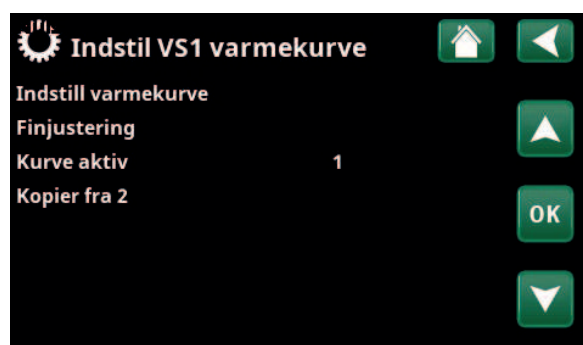 Indstil VS1 varmekurve
Indstill varmekurve
Finjustering
Kurve aktiv 1
Kopier fra 2
OK